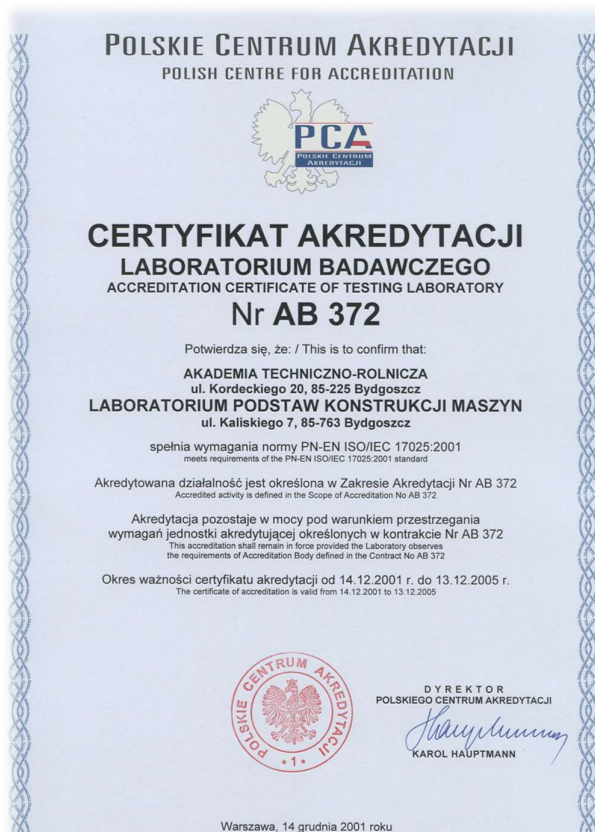 POLSKIE CENTRUM AKREDYTACJI
POLISH CENTRE FOR ACCREDITATION
PCA
POLSKIE CENTRUM
AKREDYTACJI
CERTYFIKAT AKREDYTACJI
LABORATORIUM BADAWCZEGO
ACCREDITATION CERTIFICATE OF TESTING LABORATORY
Nr AB 372
Potwierdza się, że: / This is to confirm that:
AKADEMIA TECHNICZNO-ROLNICZA
ul. Kordeckiego 20, 85-225 Bydgoszcz
LABORATORIUM PODSTAW KONSTRUKCJI MASZYN
ul. Kaliskiego 7, 85-763 Bydgoszcz
spełnia wymagania normy PN-EN ISO/IEC 17025:2001
meets requirements of the PN-EN ISO/IEC 17025:2001 standard
Akredytowana działalność jest określona w Zakresie Akredytacji Nr AB 372
Accredited activity is defined in the Scope of Accreditation No AB 372
Akredytacja pozostaje w mocy pod warunkiem przestrzegania
wymagań jednostki akredytującej określonych w kontrakcie Nr AB 372
This accreditation shall remain in force provided the Laboratory observes
the requirements of Accreditation Body defined in the Contract No AB 372
Okres ważności certyfikatu akredytacji od 14.12.2001 r. do 13.12.2005 r.
The certificate of accreditation is valid from 14.12.2001 to 13.12.2005
POLSKIE CENTRUM AKREDYTACJI
* 1 *
DYREKTOR
POLSKIEGO CENTRUM AKREDYTACJI
KAROL HAUPTMANN
Warszawa, 14 grudnia 2001 roku